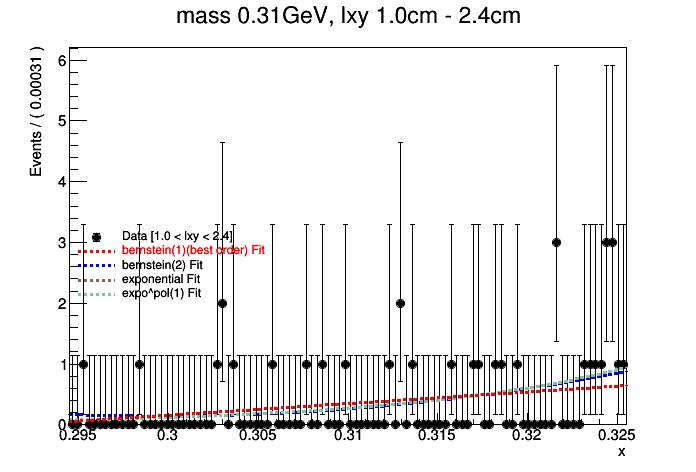 mass 0.31GeV, lxy 1.0cm - 2.4cm
Events / ( 0.00031 )
6
5
4
3
2
1
0
Data [1.0 < lxy < 2.4]
bernstein(1)(best order) Fit
bernstein(2) Fit
exponential Fit
expo^pol(1) Fit
0.295 0.3 0.305 0.31 0.315 0.32 0.325
x